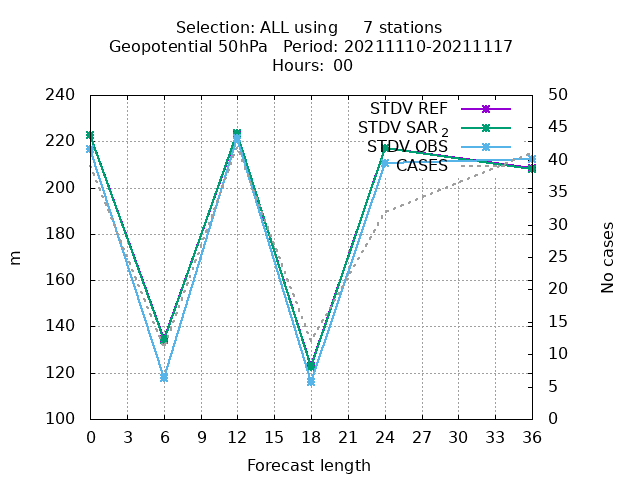 Selection: ALL using 7 stations
Geopotential 50hPa Period: 20211110-20211117
Hours: 00
240
220
200
180
160
140
120
100
50
45
40
35
30
25
20
15
10
5
0
STDV REF
STDV SAR 2
STDV OBS
CASES
m
No cases
0 3 6 9 12 15 18 21 24 27 30 33 36
Forecast length